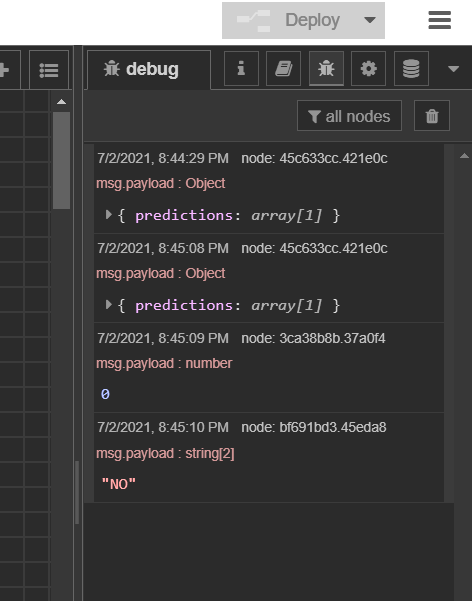 Deploy
debug
all nodes
7/2/2021, 8:44:29 PM node: 45c633cc.421e0c
msg.payload : Object
{ predictions: array[1] }
7/2/2021, 8:45:08 PM node: 45c633cc.421e0c
msg.payload : Object
{ predictions: array[1] }
7/2/2021, 8:45:09 PM node: 3ca38b8b.37a0f4
msg.payload : number
0
7/2/2021, 8:45:10 PM node: bf691bd3.45eda8
msg.payload : string[2]
"NO"